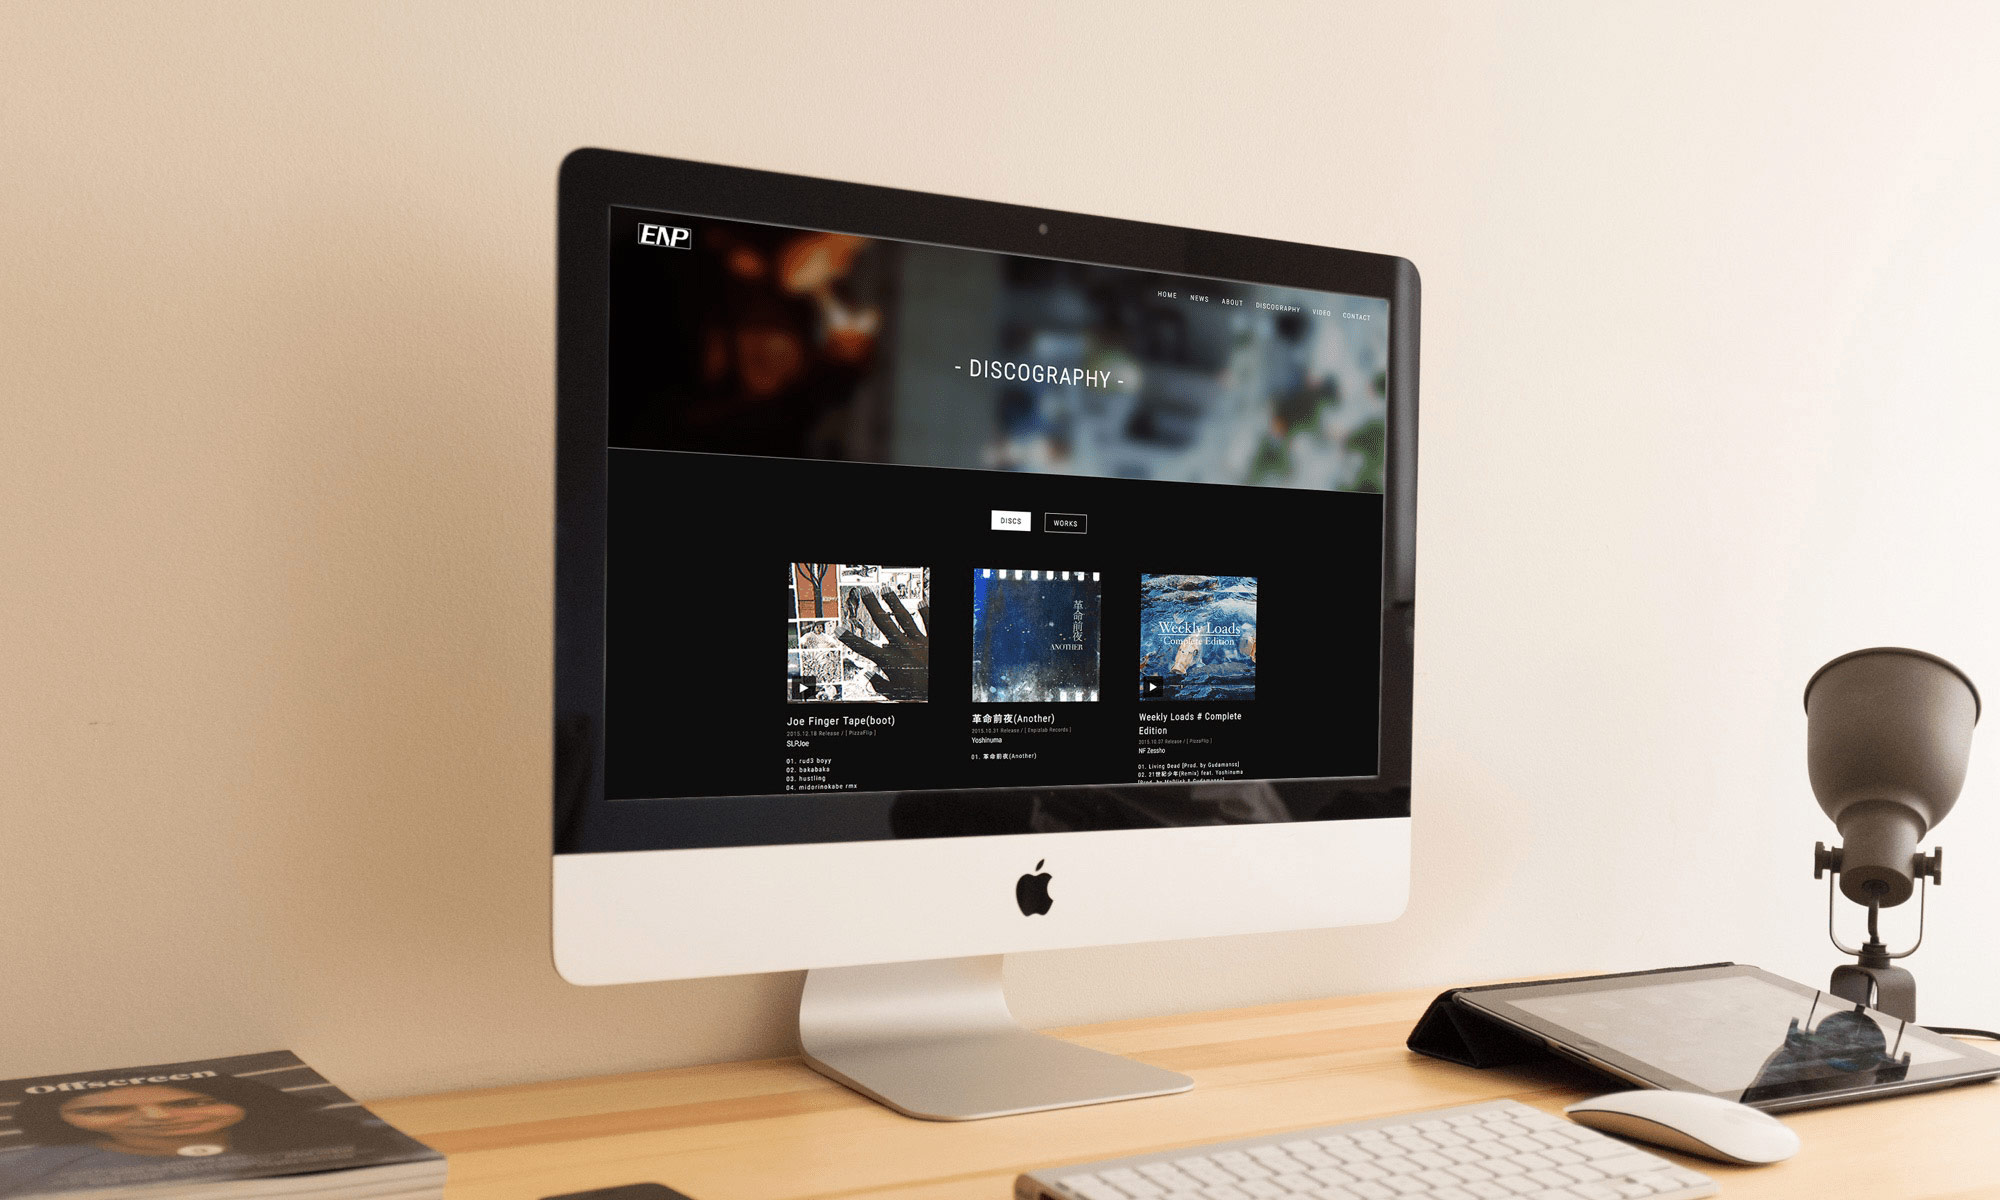 ENP
HOME NEWS ABOUT DISCOGRAPHY VIDEO CONTACT
- DISCOGRAPHY -
DISCS WORKS
革命前夜
ANOTHER
Weekly Loads
Complete Edition
Joe Finger Tape(boot)
2015.12.18 Release / [ PizzaFlip ]
SLPJoe
01. rud3 boyy
02. bakabaka
03. hustling
04. midorinokabe rmx
革命前夜(Another)
2015.10.31 Release / [ Enpizlab Records ]
Yoshinuma
01. 革命前夜(Another)
Weekly Loads # Complete
Edition
2015.10.07 Release / [ PizzaFlip ]
NF Zessho
01. Living Dead [Prod. by Gudamanss]
02. 21世紀少年(Remix) feat. Yoshinuma
Offscreen